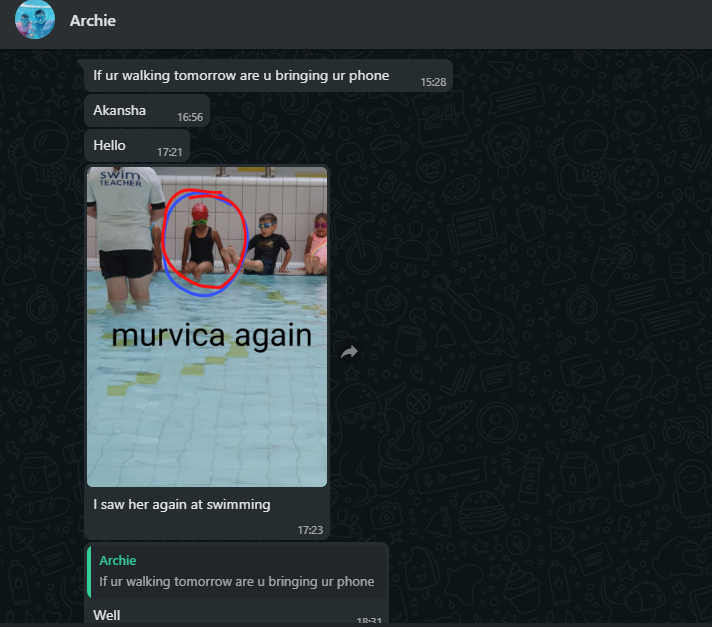 Archie
If ur walking tomorrow are u bringing ur phone
15:28
Akansha
16:56
Hello
17:21
swim
TEACHER
murvica again
I saw her again at swimming
17:23
Archie
If ur walking tomorrow are u bringing ur phone
Well
18:31